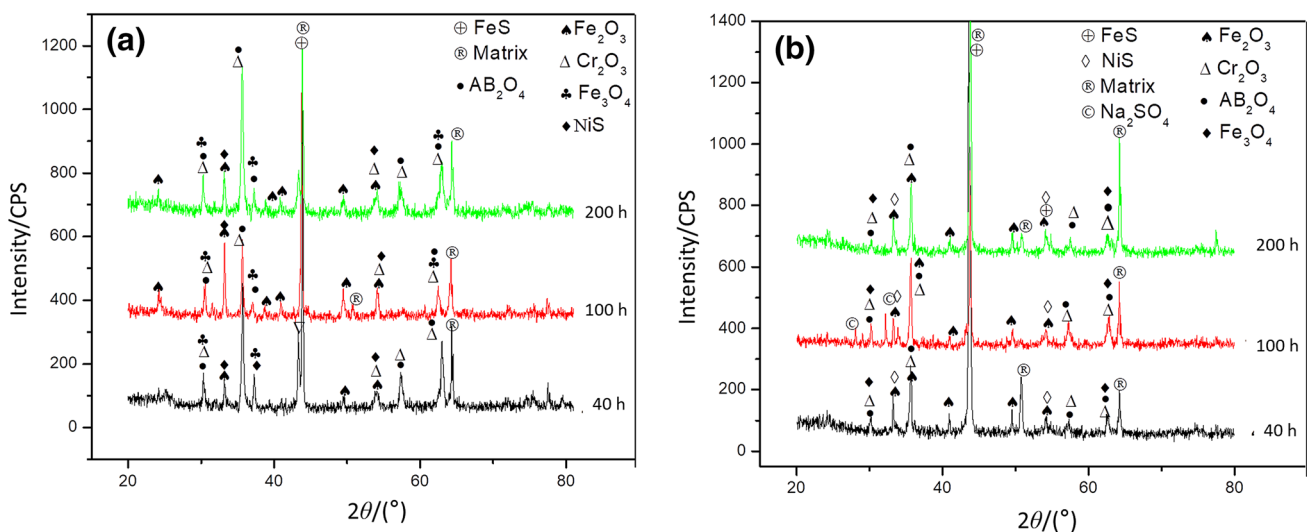 (a)
⊕ FeS
Ⓡ Matrix
● AB₂O₄
♠ Fe₂O₃
△ Cr₂O₃
♣ Fe₃O₄
♦ NiS
1200
1000
800
600
400
200
0
Intensity/CPS
200 h
100 h
40 h
20
40
60
80
2θ/(°)
(b)
⊕ FeS
◇ NiS
Ⓡ Matrix
© Na₂SO₄
♠ Fe₂O₃
△ Cr₂O₃
● AB₂O₄
♦ Fe₃O₄
1400
1200
1000
800
600
400
200
0
Intensity/CPS
200 h
100 h
40 h
20
40
60
80
2θ/(°)